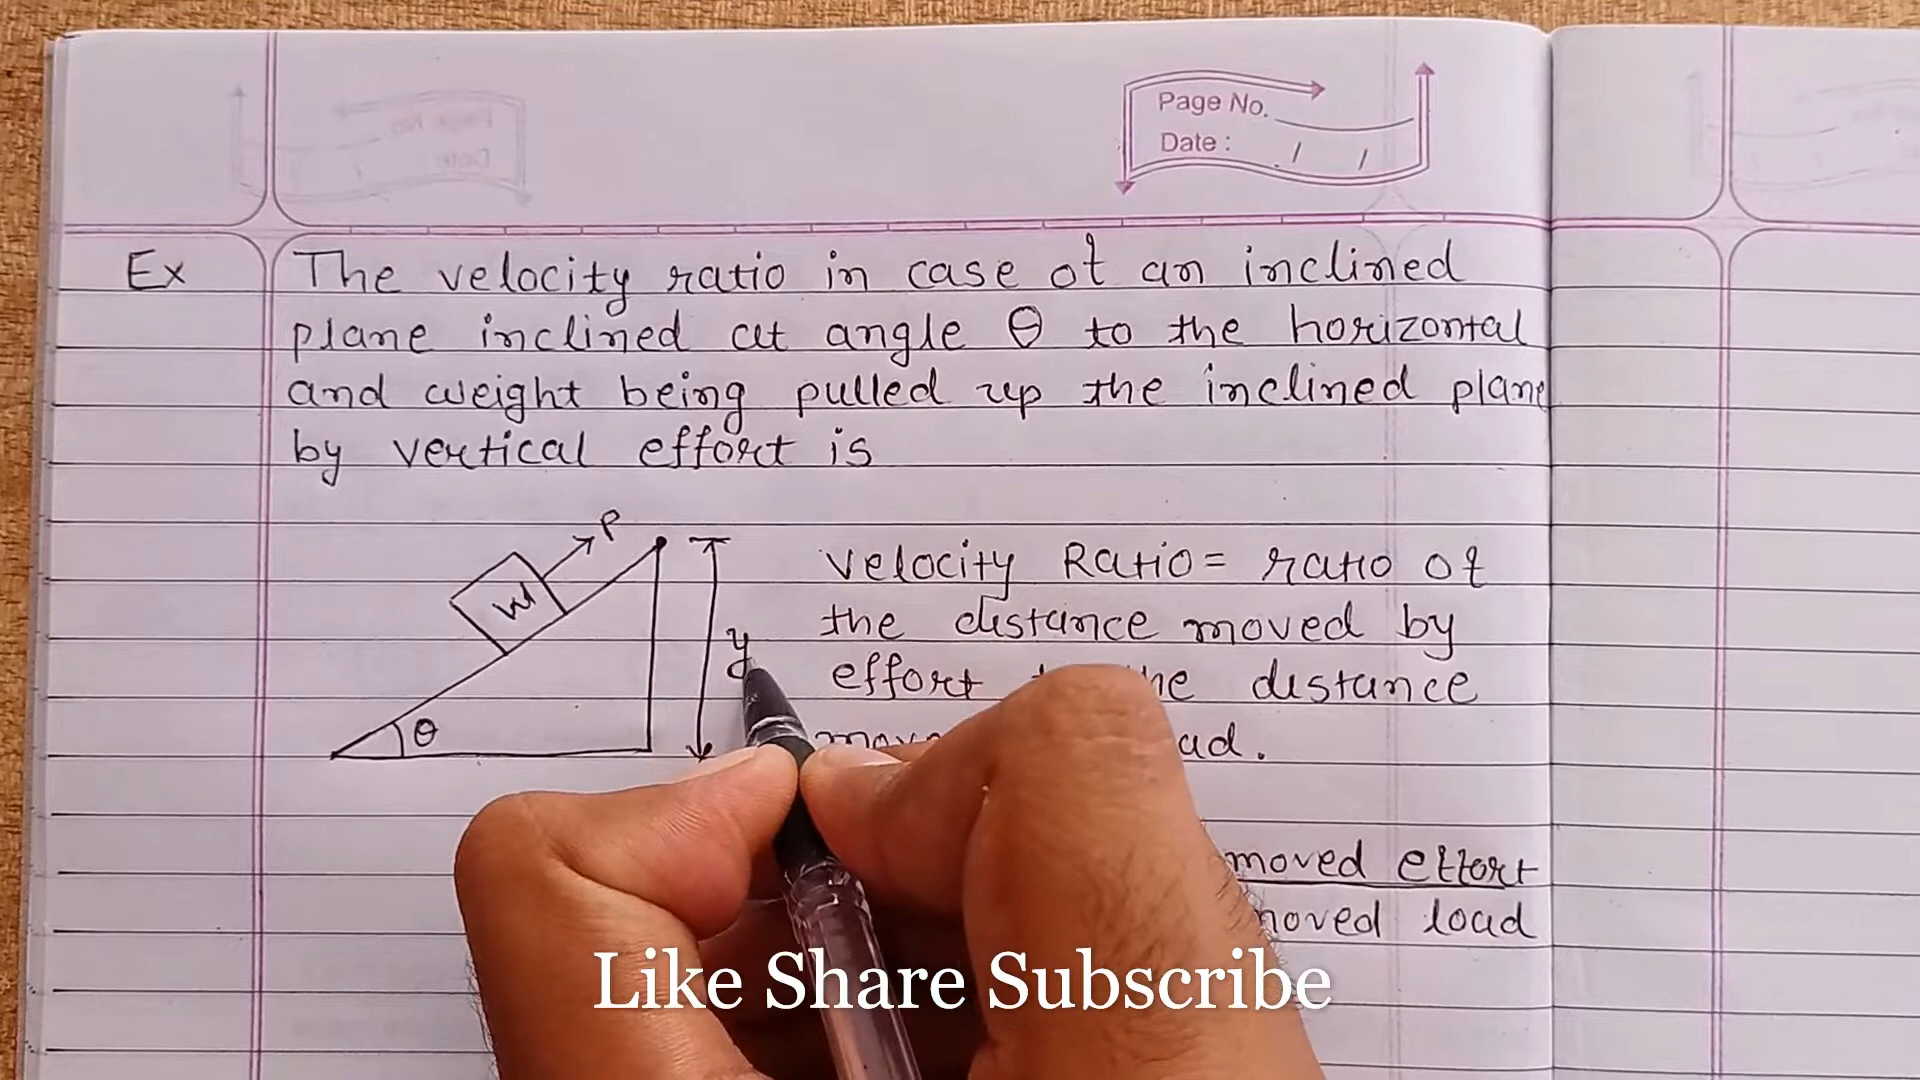 Page No.
Date : / /
Ex The velocity ratio in case of an inclined
plane inclined at angle θ to the horizontal
and weight being pulled up the inclined plane
by vertical effort is
P
W
θ
y
Velocity Ratio = ratio of
the distance moved by
effort the distance
moved effort
moved load
Like Share Subscribe